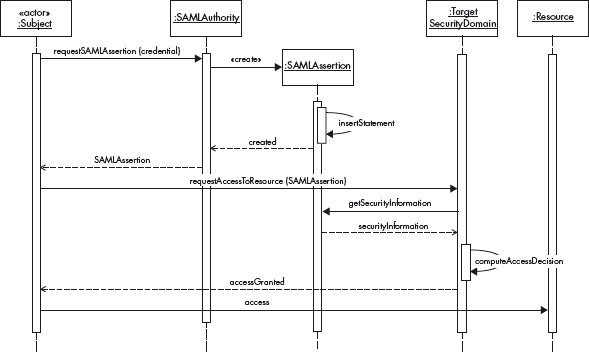 «actor»
:Subject
:SAMLAuthority
:Target
SecurityDomain
:Resource
requestSAMLAssertion (credential)
«create»
:SAMLAssertion
insertStatement
created
SAMLAssertion
requestAccessToResource (SAMLAssertion)
getSecurityInformation
securityInformation
computeAccessDecision
accessGranted
access